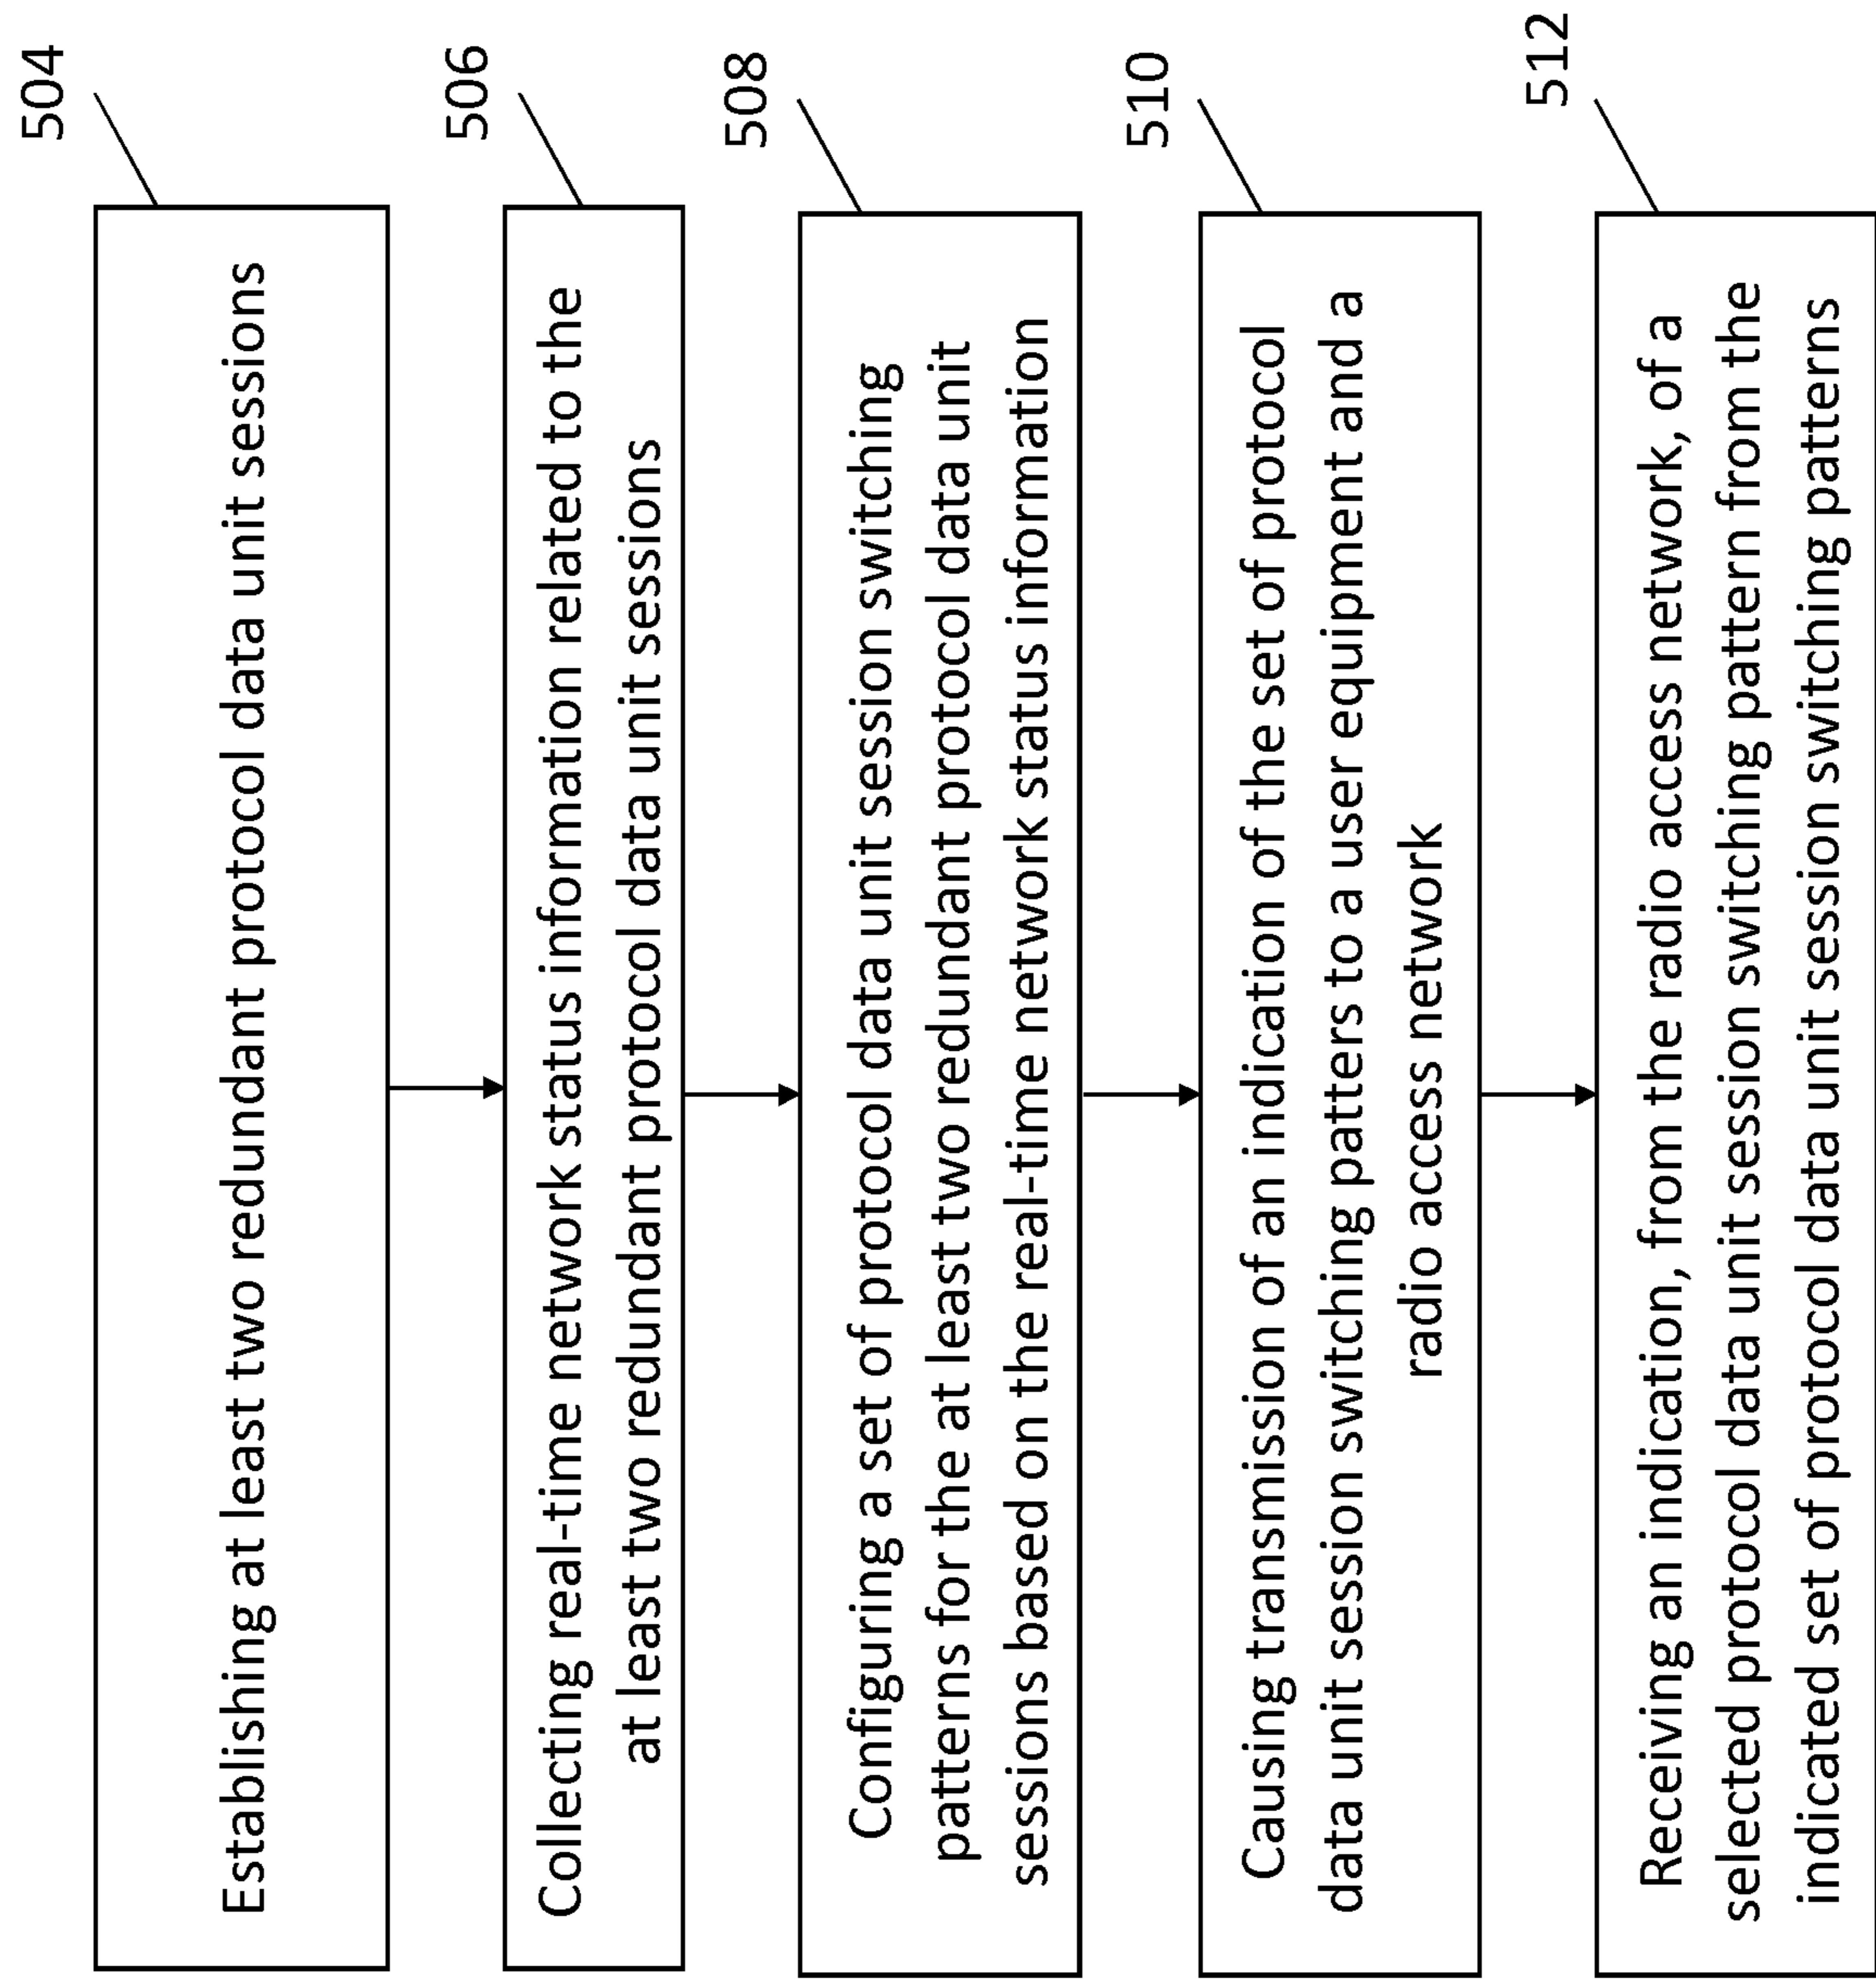 504
Establishing at least two redundant protocol data unit sessions
506
Collecting real-time network status information related to the
at least two redundant protocol data unit sessions
508
Configuring a set of protocol data unit session switching
patterns for the at least two redundant protocol data unit
sessions based on the real-time network status information
510
Causing transmission of an indication of the set of protocol
data unit session switching patters to a user equipment and a
radio access network
512
Receiving an indication, from the radio access network, of a
selected protocol data unit session switching pattern from the
indicated set of protocol data unit session switching patterns